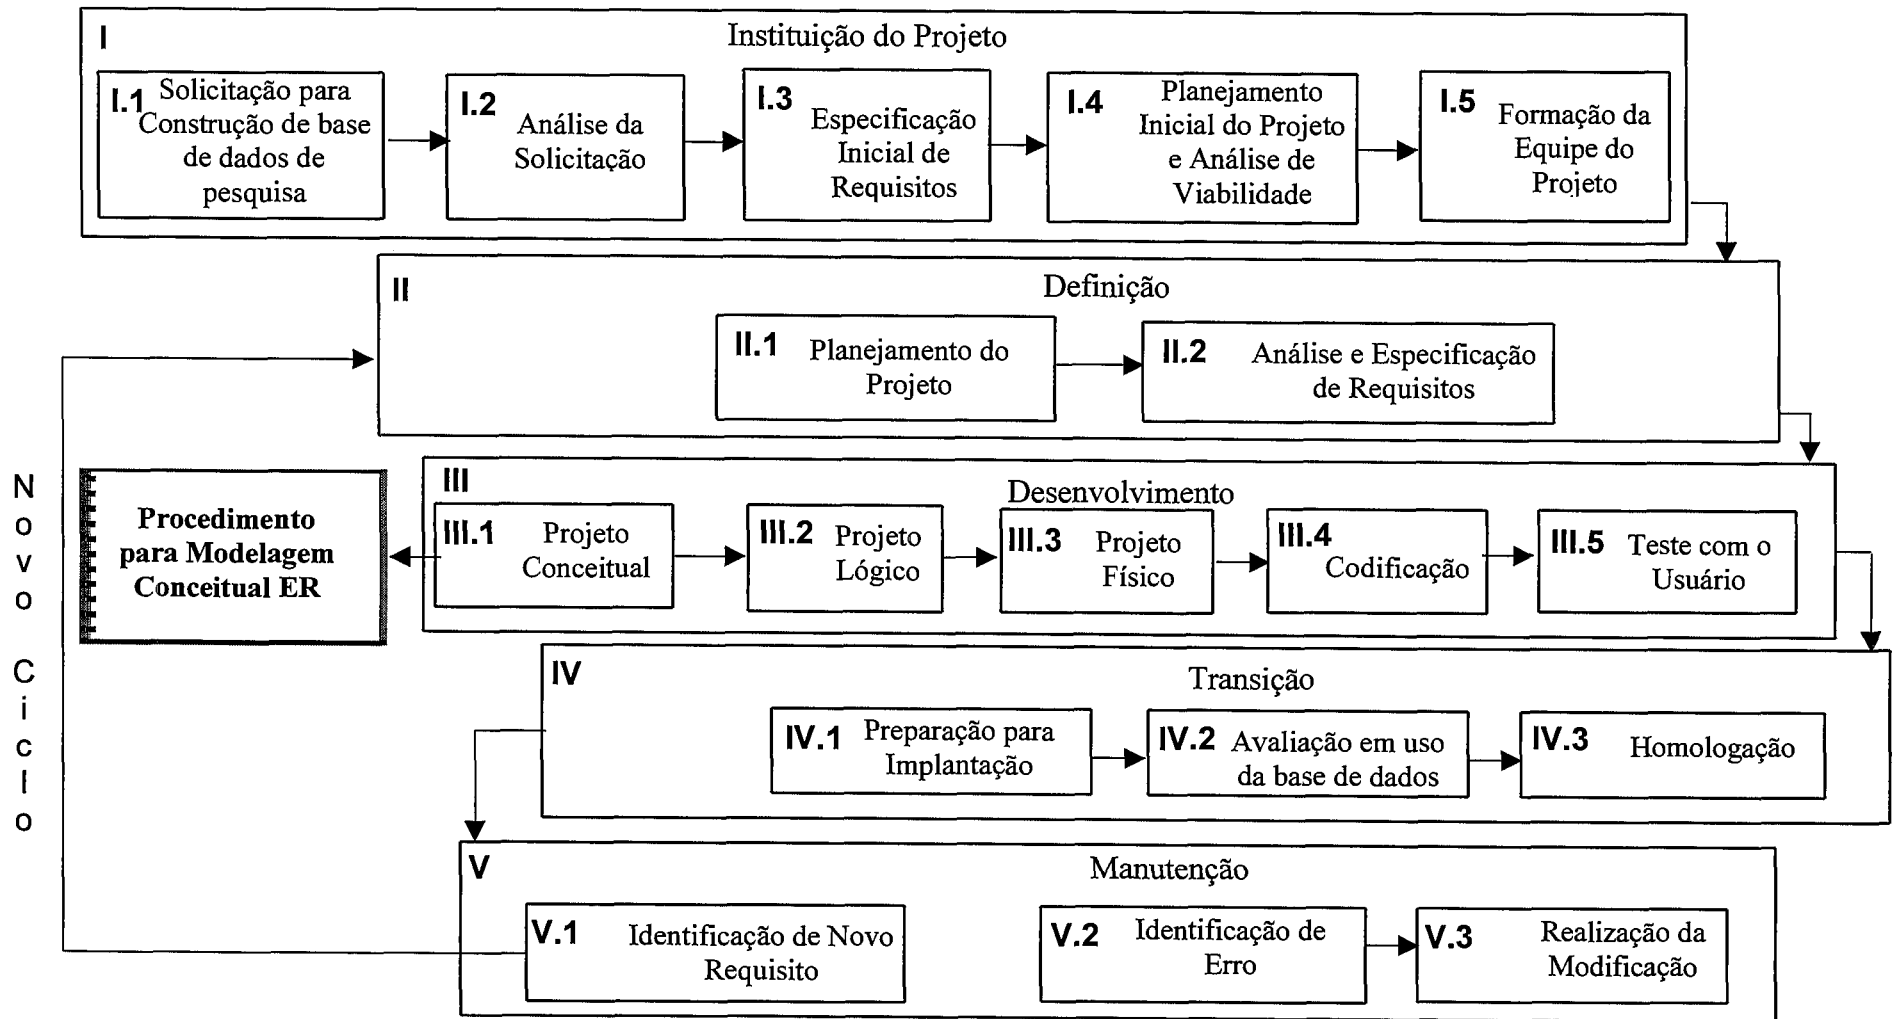 I
Instituição do Projeto
I.1 Solicitação para
Construção de base
de dados de
pesquisa
I.2
Análise da
Solicitação
I.3
Especificação
Inicial de
Requisitos
I.4 Planejamento
Inicial do Projeto
e Análise de
Viabilidade
I.5
Formação da
Equipe do
Projeto
II
Definição
II.1 Planejamento do
Projeto
II.2 Análise e Especificação
de Requisitos
Novo Ciclo
Procedimento
para Modelagem
Conceitual ER
III
Desenvolvimento
III.1 Projeto
Conceitual
III.2 Projeto
Lógico
III.3 Projeto
Físico
III.4
Codificação
III.5 Teste com o
Usuário
IV
Transição
IV.1 Preparação para
Implantação
IV.2 Avaliação em uso
da base de dados
IV.3 Homologação
V
Manutenção
V.1 Identificação de Novo
Requisito
V.2 Identificação de
Erro
V.3 Realização da
Modificação